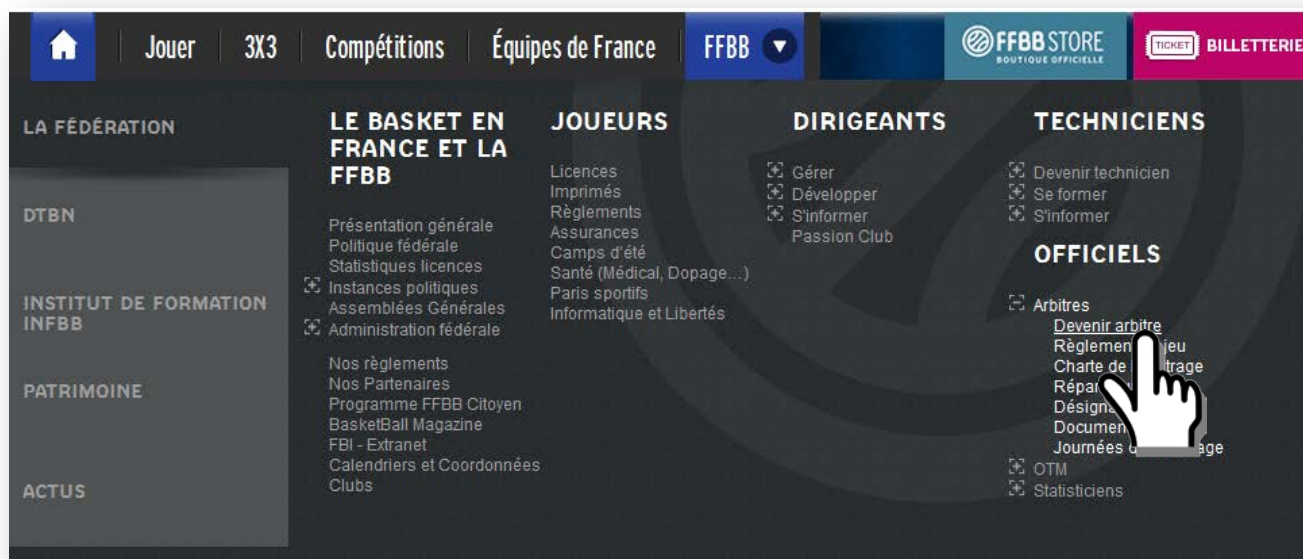 Jouer 3X3 Compétitions Équipes de France FFBB FFBB STORE TICKET BILLETTERIE
BOUTIQUE OFFICIELLE
LA FÉDÉRATION
DTBN
INSTITUT DE FORMATION
INFBB
PATRIMOINE
ACTUS
LE BASKET EN
FRANCE ET LA
FFBB
Présentation générale
Politique fédérale
Statistiques licences
Instances politiques
Assemblées Générales
Administration fédérale
Nos règlements
Nos Partenaires
Programme FFBB Citoyen
BasketBall Magazine
FBI - Extranet
Calendriers et Coordonnées
Clubs
JOUEURS
Licences
Imprimés
Règlements
Assurances
Camps d'été
Santé (Médical, Dopage...)
Paris sportifs
Informatique et Libertés
DIRIGEANTS
Gérer
Développer
S'informer
Passion Club
TECHNICIENS
Devenir technicien
Se former
S'informer
OFFICIELS
Arbitres
Devenir arbitre
jeu
Charte de
Journées
OTM
Statisticiens